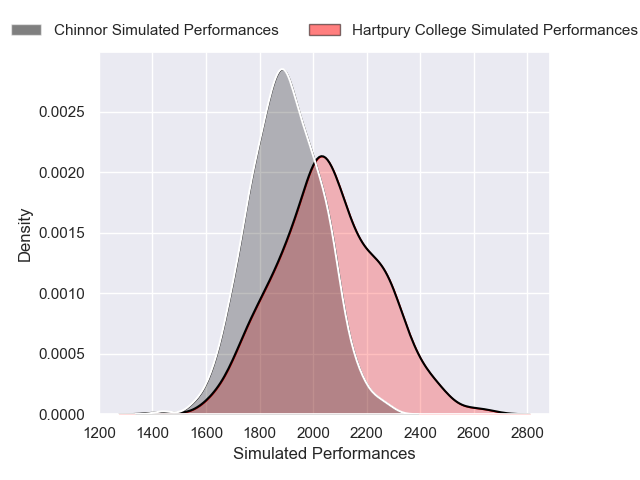 Chinnor Simulated Performances
Hartpury College Simulated Performances
0.0025
0.0020
0.0015
0.0010
0.0005
0.0000
Density
1200 1400 1600 1800 2000 2200 2400 2600 2800
Simulated Performances